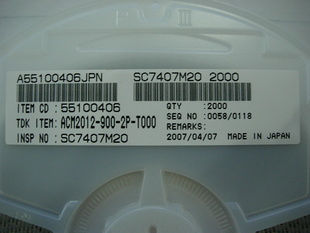 A55100406JPN SC7407M20 2000
ITEM CD : 55100406 QTY :2000
SEQ NO :0058/0118
TDK ITEM: ACM2012-900-2P-T000 REMARKS:
INSP NO : SC7407M20 2007/04/07 MADE IN JAPAN